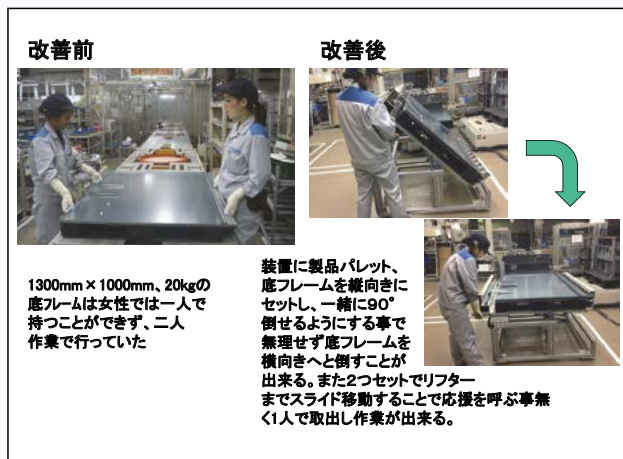 改善前
改善後
1300mm×1000mm、20kgの
底フレームは女性では一人で
持つことができず、二人
作業で行っていた
装置に製品パレット、
底フレームを縦向きに
セットし、一緒に90°
倒せるようにする事で
無理せず底フレームを
横向きへと倒すことが
出来る。また2つセットでリフター
までスライド移動することで応援を呼ぶ事無
く1人で取出し作業が出来る。